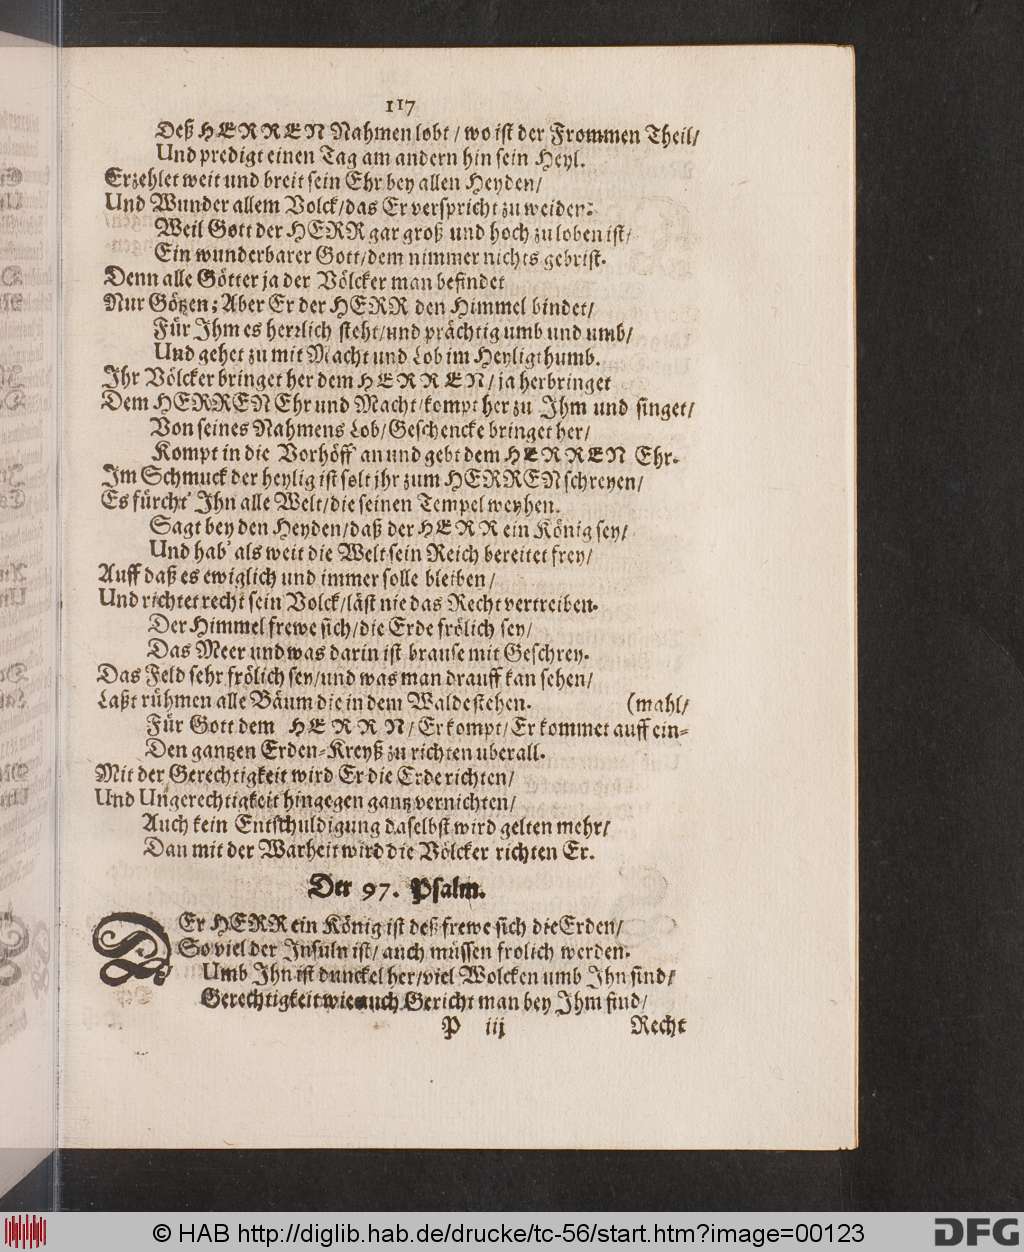 117
Deß HERREN Nahmen lobt / wo ist der Frommen Theil/
Und predigt einen Tag am andern hin sein Heyl.
Erzehlet weit und breit sein Ehr bey allen Heyden/
Und Wunder allem Volck/das Er verspricht zu weiden:
Weil Gott der HERR gar groß und hoch zu loben ist/
Ein wunderbarer Gott/dem nimmer nichts gebrist.
Denn alle Götter ja der Völcker man befindet
Nur Götzen; Aber Er der HERR den Himmel bindet/
Für Ihm es herrlich steht/und prächtig umb und umb/
Und gehet zu mit Macht und Lob im Heyligthumb.
Ihr Völcker bringet her dem HERREN/ ja herbringet
Dem HERREN Ehr und Macht/kompt her zu Ihm und singet/
Von seines Nahmens Lob/Geschencke bringet her/
Kompt in die Vorhöff an und gebt dem HERREN Ehr.
Im Schmuck der heylig ist solt jhr zum HERREN schreyen/
Es fürcht' Ihn alle Welt/die seinen Tempel weyhen.
Sagt bey den Heyden/daß der HERR ein König sey/
Und hab' als weit die Welt sein Reich bereitet frey/
Auff daß es ewiglich und immer solle bleiben/
Und richtet recht sein Volck/läst nie das Recht vertreiben.
Der Himmel frewe sich/die Erde frölich sey/
Das Meer und was darin ist brause mit Geschrey.
Das Feld sehr frölich sey/und was man drauff kan sehen/
Laßt rühmen alle Bäum die in dem Walde stehen. (mahl/
Für Gott dem HERRN/Er kompt/Er kommet auff ein-
Den gantzen Erden-Kreyß zu richten uberall.
Mit der Gerechtigkeit wird Er die Erde richten/
Und Ungerechtigkeit hingegen gantz vernichten/
Auch kein Entschuldigung daselbst wird gelten mehr/
Dan mit der Warheit wird die Völcker richten Er.
Der 97. Psalm.
DEr HERR ein König ist deß frewe sich die Erden/
So viel der Insuln ist/ auch müssen frolich werden.
Umb Ihn ist dunckel her/viel Wolcken umb Ihn sind/
Gerechtigkeit wie auch Gericht man bey Ihm find/
P iij Recht
© HAB http://diglib.hab.de/drucke/tc-56/start.htm?image=00123
DFG